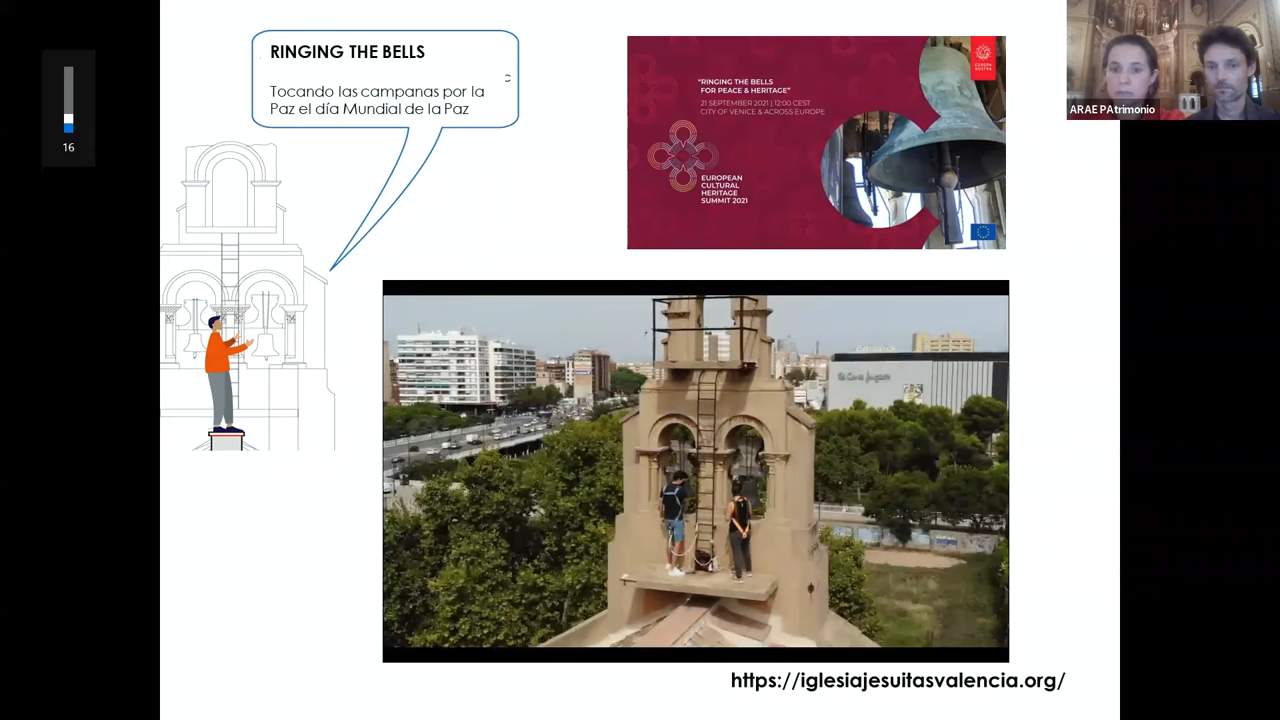 16
RINGING THE BELLS
Tocando las campanas por la
Paz el día Mundial de la Paz
"RINGING THE BELLS
FOR PEACE & HERITAGE"
21 SEPTEMBER 2021 | 12:00 CEST
CITY OF VENICE & ACROSS EUROPE
EUROPEAN
CULTURAL
HERITAGE
SUMMIT 2021
EUROPA
NOSTRA
ARAE PAtrimonio
El Corte Inglés
https://iglesiajesuitasvalencia.org/